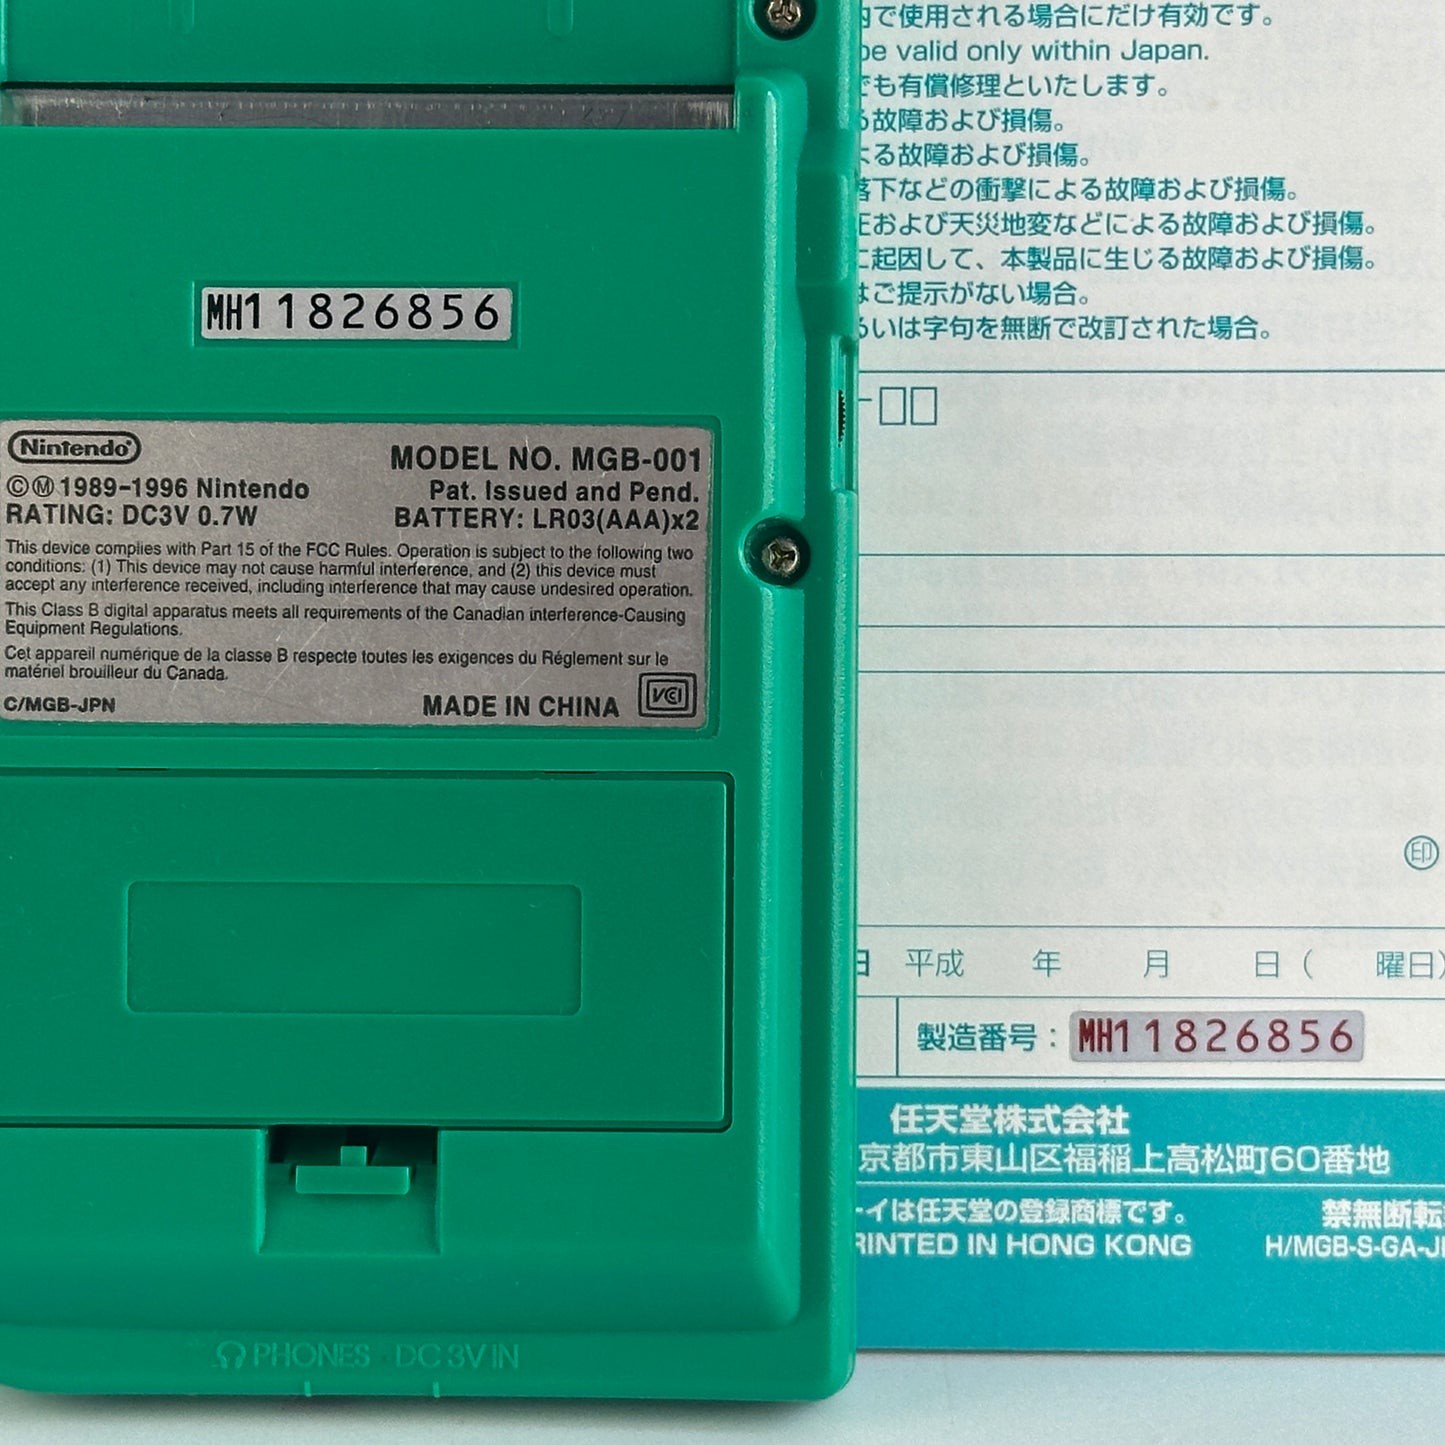 MH11826856
Nintendo
MODEL NO. MGB-001
©Ⓜ1989-1996 Nintendo
Pat. Issued and Pend.
RATING: DC3V 0.7W
BATTERY: LR03(AAA)x2
This device complies with Part 15 of the FCC Rules. Operation is subject to the following two
conditions: (1) This device may not cause harmful interference, and (2) this device must
accept any interference received, including interference that may cause undesired operation.
This Class B digital apparatus meets all requirements of the Canadian interference-Causing
Equipment Regulations.
Cet appareil numérique de la classe B respecte toutes les exigences du Réglement sur le
matériel brouilleur du Canada.
C/MGB-JPN
MADE IN CHINA
VCI
PHONES DC 3V IN
で使用される場合にだけ有効です。
be valid only within Japan.
でも有償修理といたします。
る故障および損傷。
よる故障および損傷。
落下などの衝撃による故障および損傷。
および天災地変などによる故障および損傷。
に起因して、本製品に生じる故障および損傷。
はご提示がない場合。
るいは字句を無断で改訂された場合。
印
日 平成 年 月 日( 曜日)
製造番号：MH11826856
任天堂株式会社
京都市東山区福稲上高松町60番地
ーイは任天堂の登録商標です。
禁無断転
RINTED IN HONG KONG
H/MGB-S-GA-J